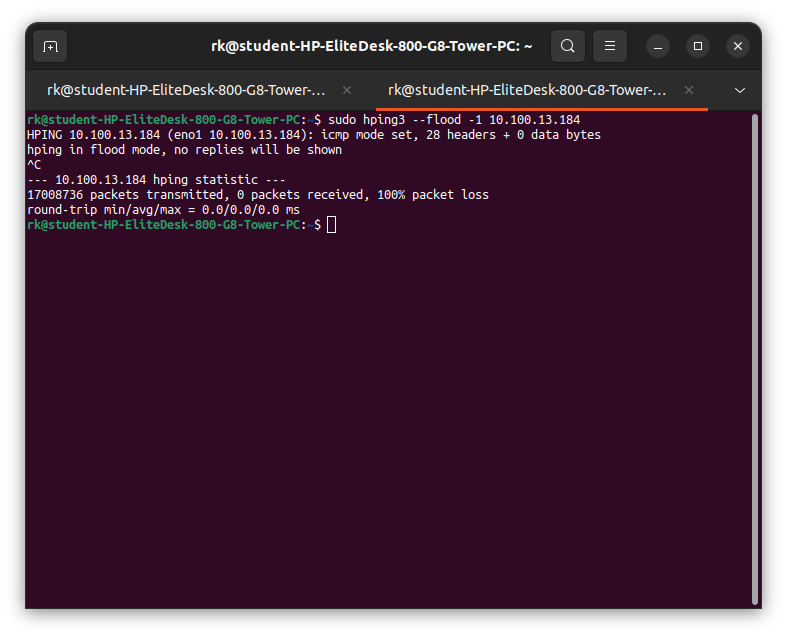 rk@student-HP-EliteDesk-800-G8-Tower-PC: ~
rk@student-HP-EliteDesk-800-G8-Tower-... rk@student-HP-EliteDesk-800-G8-Tower-...
rk@student-HP-EliteDesk-800-G8-Tower-PC:~$ sudo hping3 --flood -1 10.100.13.184
HPING 10.100.13.184 (eno1 10.100.13.184): icmp mode set, 28 headers + 0 data bytes
hping in flood mode, no replies will be shown
^C
--- 10.100.13.184 hping statistic ---
17008736 packets transmitted, 0 packets received, 100% packet loss
round-trip min/avg/max = 0.0/0.0/0.0 ms
rk@student-HP-EliteDesk-800-G8-Tower-PC:~$